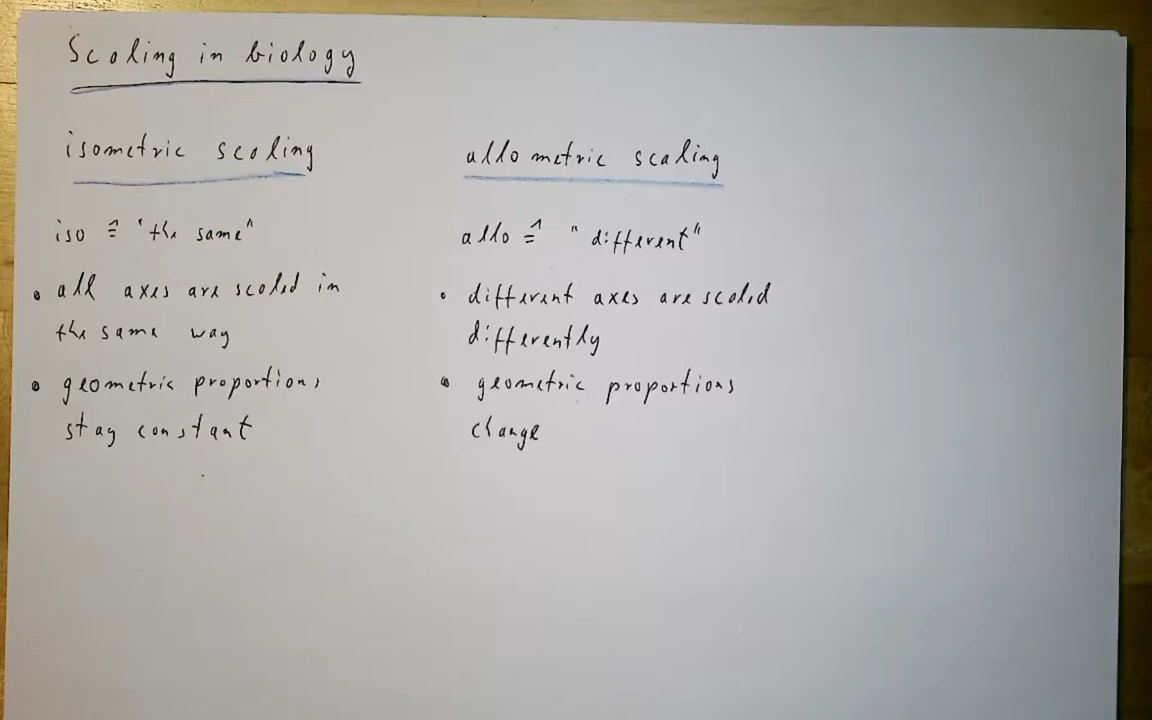 Scaling in biology
isometric scaling
iso ≙ "the same"
• all axes are scaled in
the same way
• geometric proportions
stay constant
allometric scaling
allo ≙ "different"
• different axes are scaled
differently
• geometric proportions
change